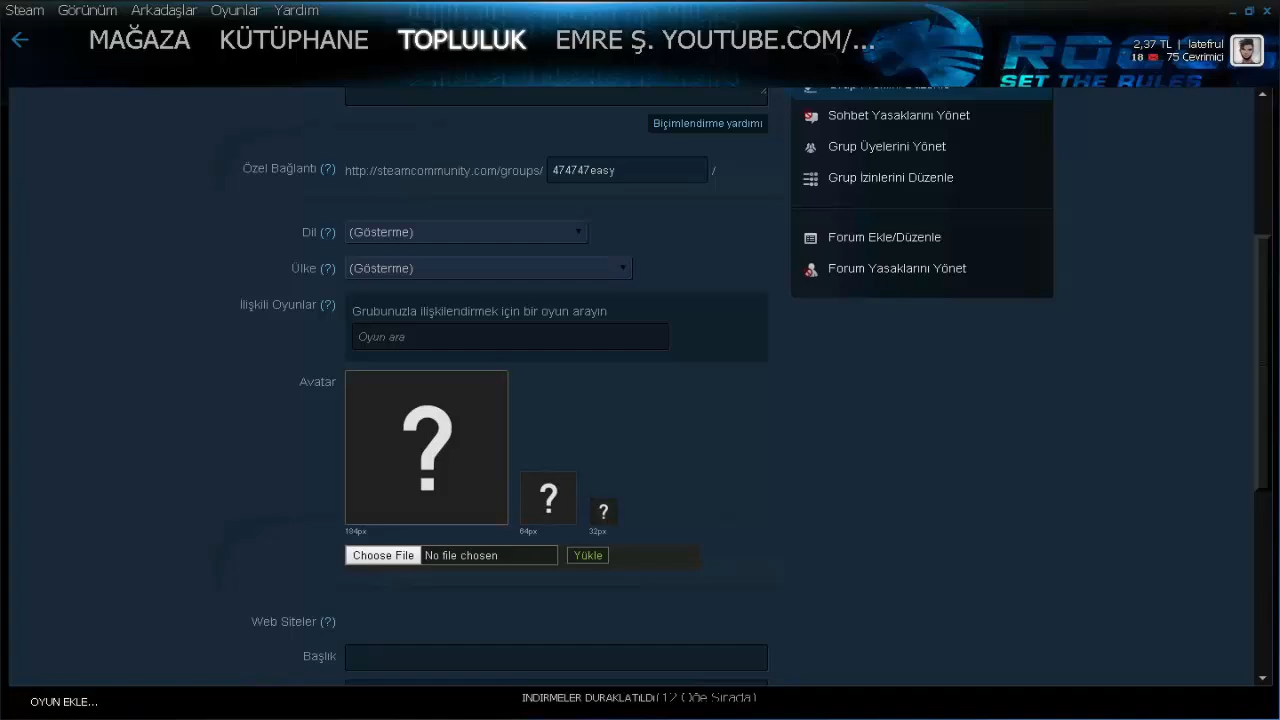 Steam Görünüm Arkadaşlar Oyunlar Yardım
MAĞAZA KÜTÜPHANE TOPLULUK EMRE Ş. YOUTUBE.COM/...
2,37 TL | latefrul
18 75 Çevrimiçi
SET THE RULES
Grup Profilini Düzenle
Biçimlendirme yardımı
Sohbet Yasaklarını Yönet
Grup Üyelerini Yönet
Özel Bağlantı (?) http://steamcommunity.com/groups/ 474747easy /
Grup İzinlerini Düzenle
Dil (?) (Gösterme)
Forum Ekle/Düzenle
Ülke (?) (Gösterme)
Forum Yasaklarını Yönet
İlişkili Oyunlar (?) Grubunuzla ilişkilendirmek için bir oyun arayın
Oyun ara
Avatar
?
?
?
184px 64px 32px
Choose File No file chosen Yükle
Web Siteler (?)
Başlık
OYUN EKLE... İNDİRMELER DURAKLATILDI (12 Öğe Sırada)